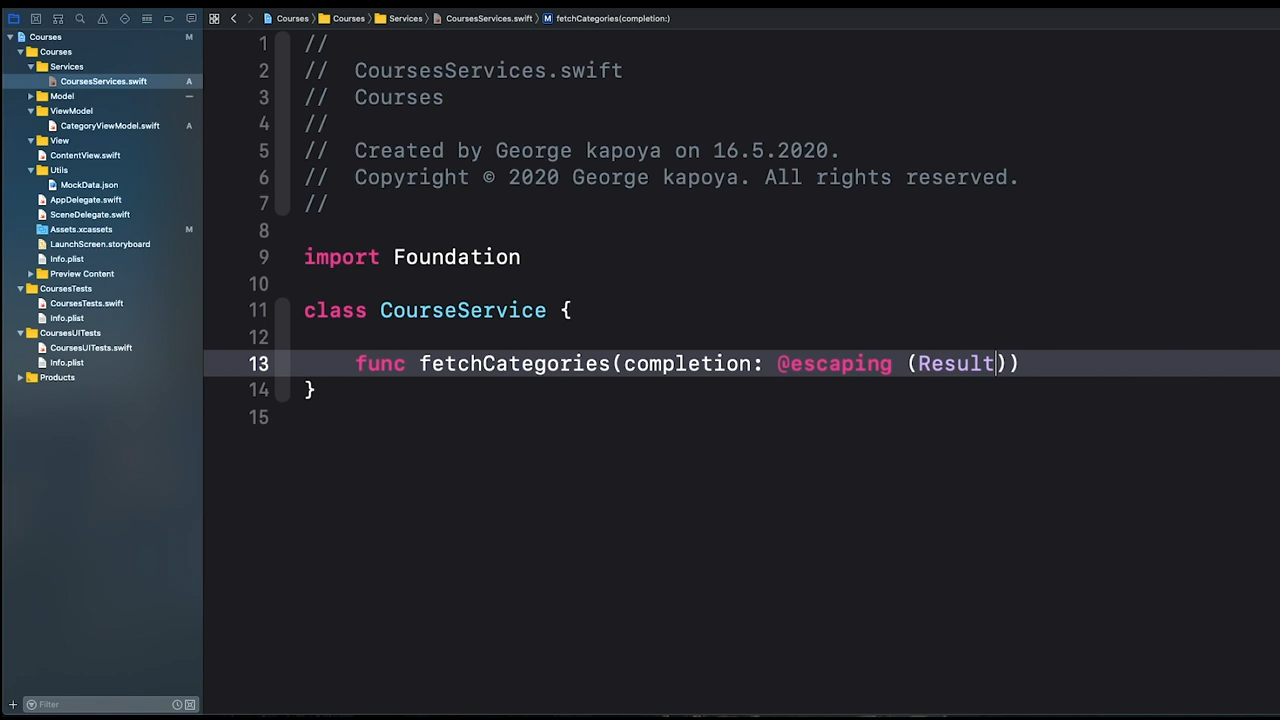 Courses
Courses
Services
CoursesServices.swift
fetchCategories(completion:)
Courses M
Courses
Services
CoursesServices.swift A
Model –
ViewModel
CategoryViewModel.swift A
View
ContentView.swift
Utils
MockData.json
AppDelegate.swift
SceneDelegate.swift
Assets.xcassets M
LaunchScreen.storyboard
Info.plist
Preview Content
CoursesTests
CoursesTests.swift
Info.plist
CoursesUITests
CoursesUITests.swift
Info.plist
Products
Filter
1 //
2 // CoursesServices.swift
3 // Courses
4 //
5 // Created by George kapoya on 16.5.2020.
6 // Copyright © 2020 George kapoya. All rights reserved.
7 //
8
9 import Foundation
10
11 class CourseService {
12
13 func fetchCategories(completion: @escaping (Result))
14 }
15